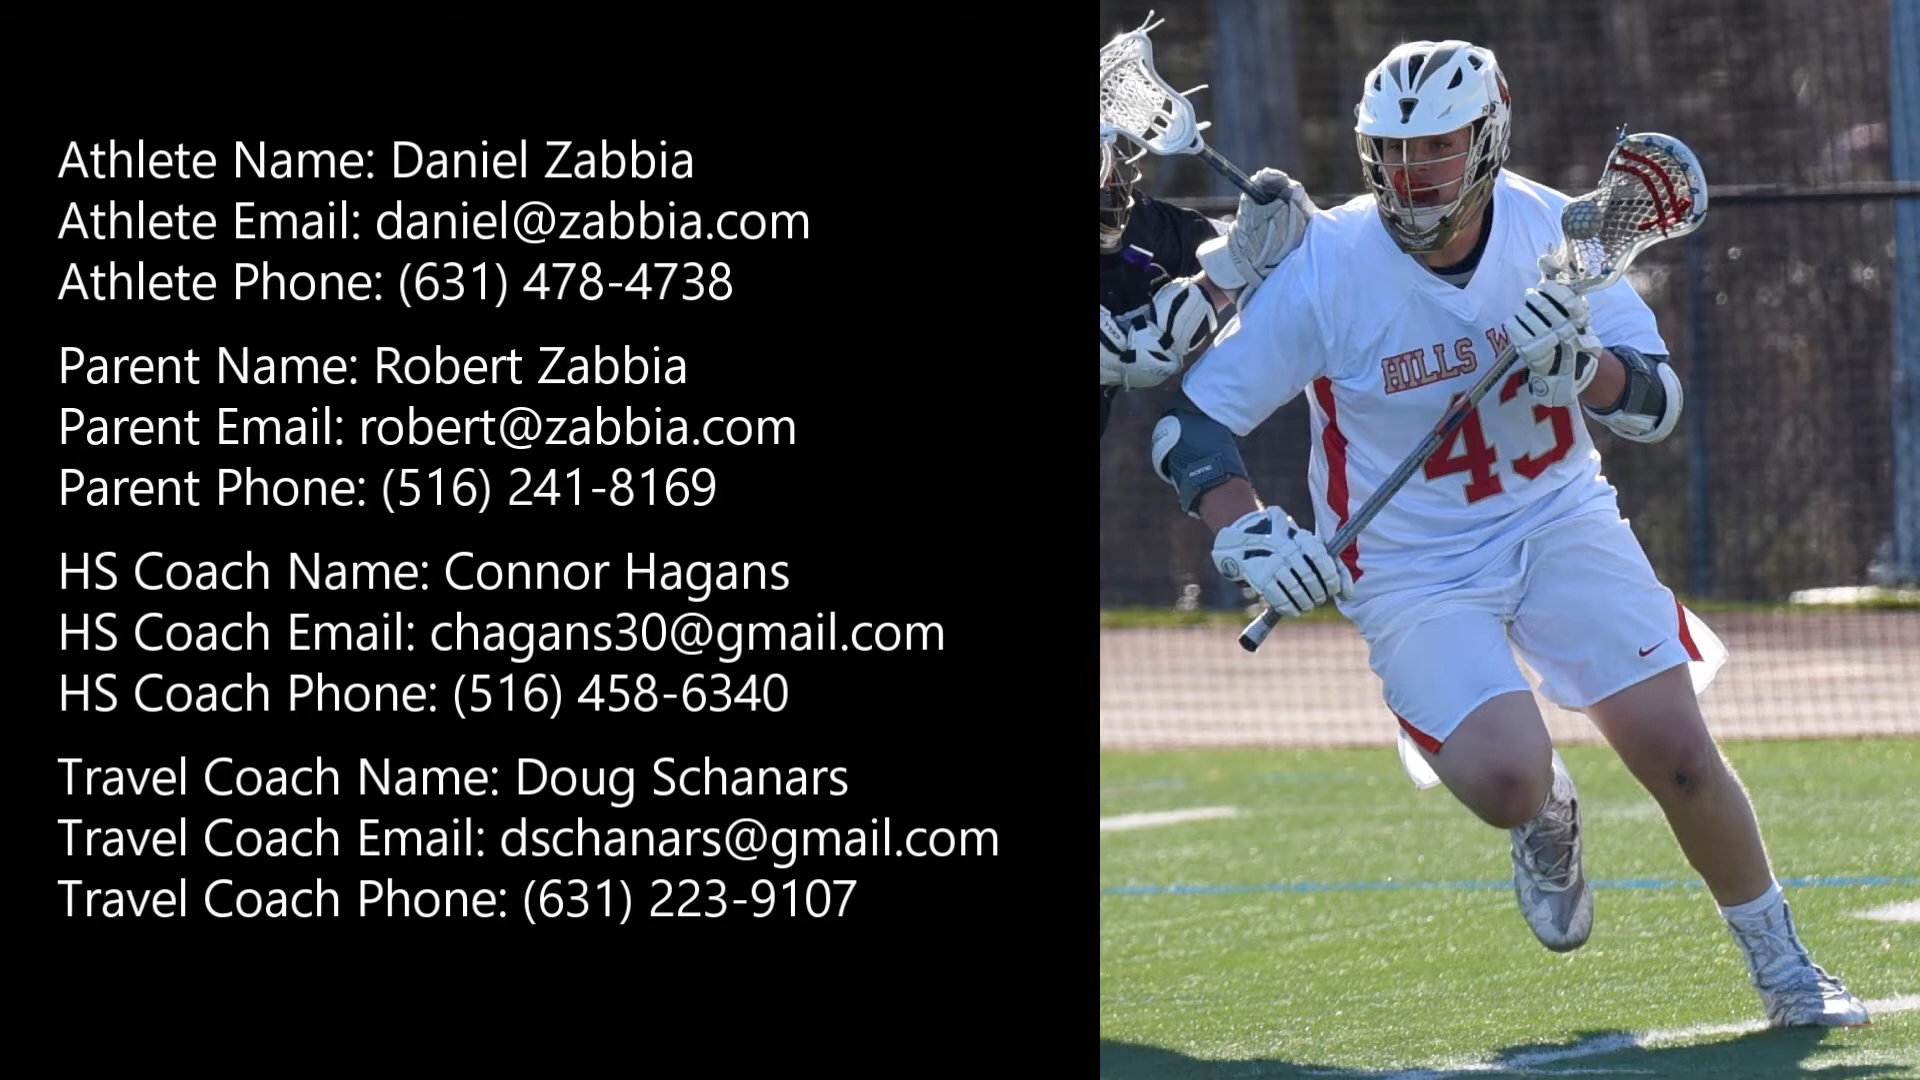 Athlete Name: Daniel Zabbia
Athlete Email: daniel@zabbia.com
Athlete Phone: (631) 478-4738
Parent Name: Robert Zabbia
Parent Email: robert@zabbia.com
Parent Phone: (516) 241-8169
HS Coach Name: Connor Hagans
HS Coach Email: chagans30@gmail.com
HS Coach Phone: (516) 458-6340
Travel Coach Name: Doug Schanars
Travel Coach Email: dschanars@gmail.com
Travel Coach Phone: (631) 223-9107
HILLS W
43